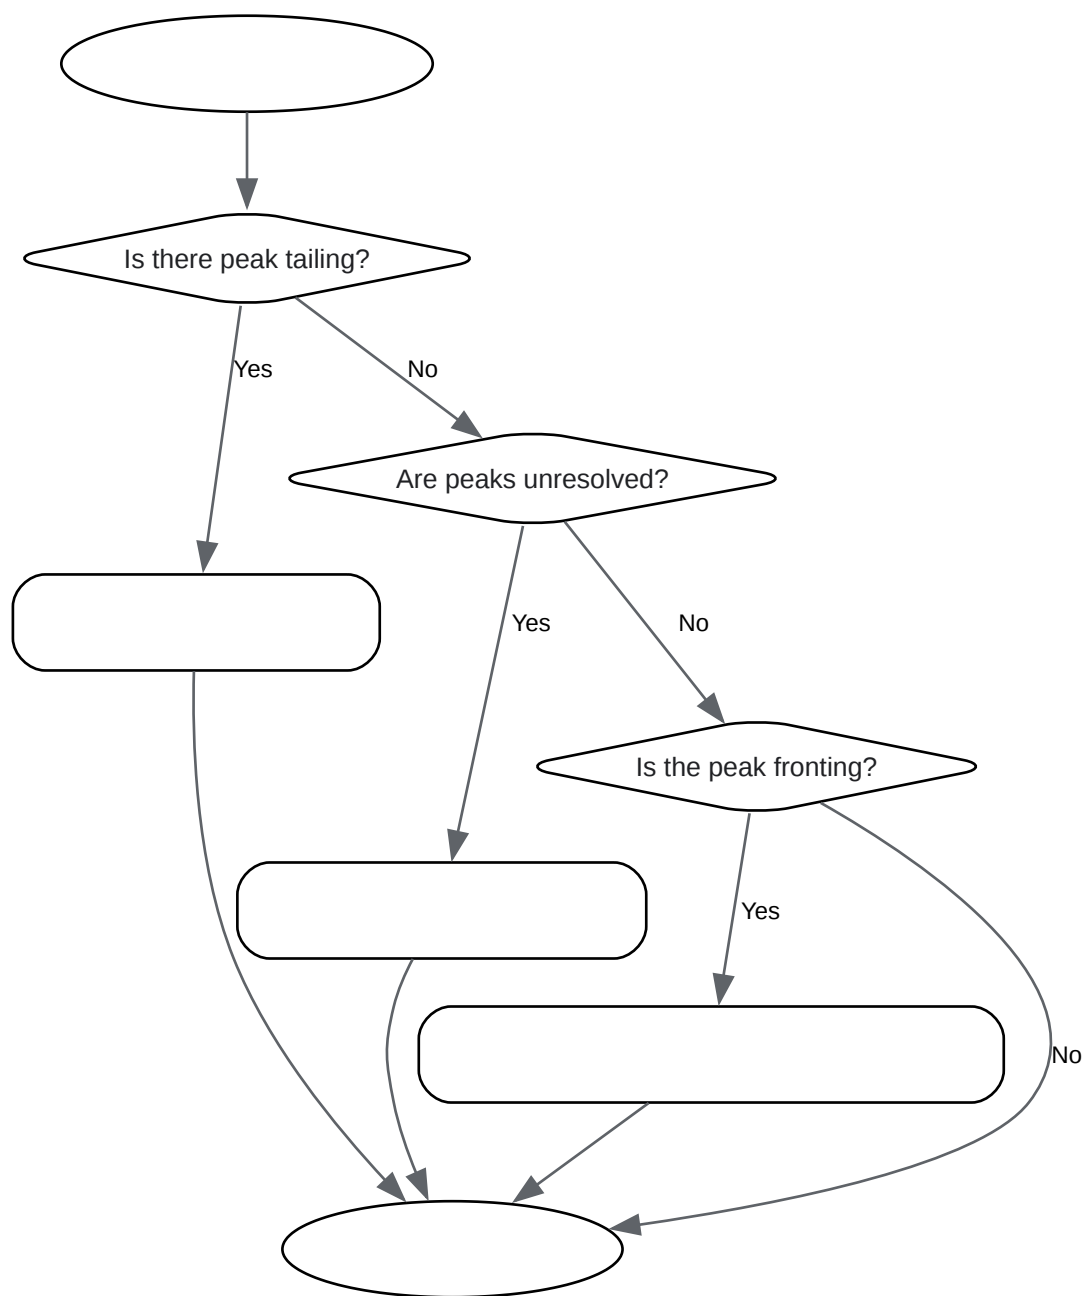 Is there peak tailing?
Yes
No
Are peaks unresolved?
Yes
No
Is the peak fronting?
Yes
No